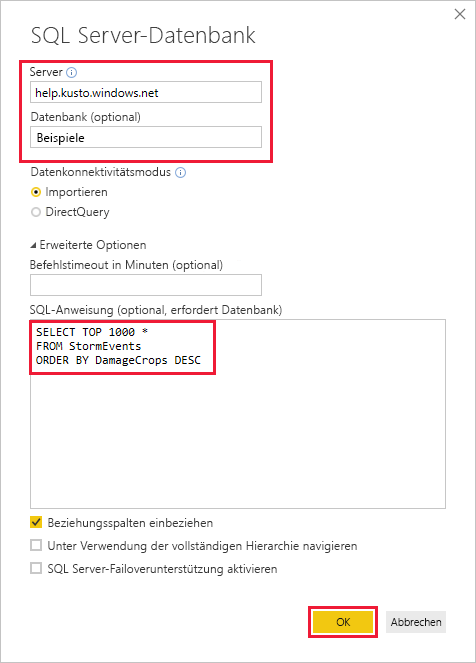 SQL Server-Datenbank
Server
help.kusto.windows.net
Datenbank (optional)
Beispiele
Datenkonnektivitätsmodus
Importieren
DirectQuery
Erweiterte Optionen
Befehlstimeout in Minuten (optional)
SQL-Anweisung (optional, erfordert Datenbank)
SELECT TOP 1000 *
FROM StormEvents
ORDER BY DamageCrops DESC
Beziehungsspalten einbeziehen
Unter Verwendung der vollständigen Hierarchie navigieren
SQL Server-Failoverunterstützung aktivieren
OK
Abbrechen